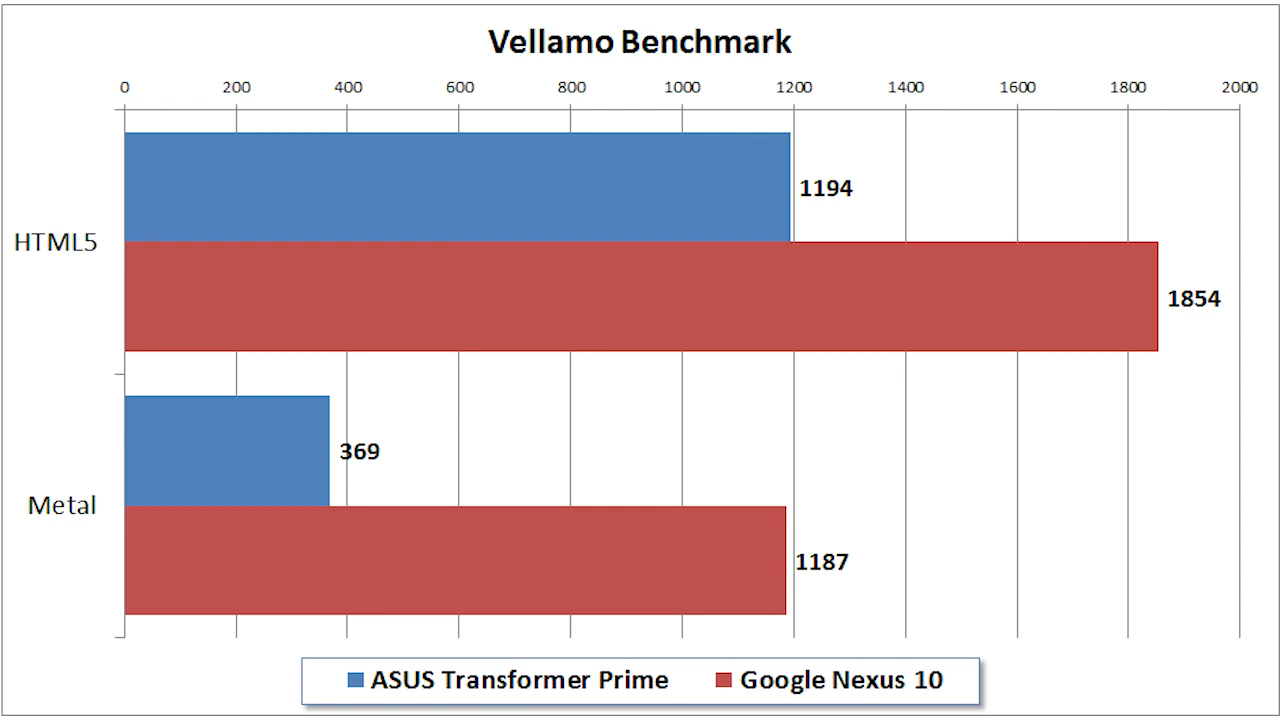 Vellamo Benchmark
0 200 400 600 800 1000 1200 1400 1600 1800 2000
1194
HTML5
1854
369
Metal
1187
ASUS Transformer Prime Google Nexus 10